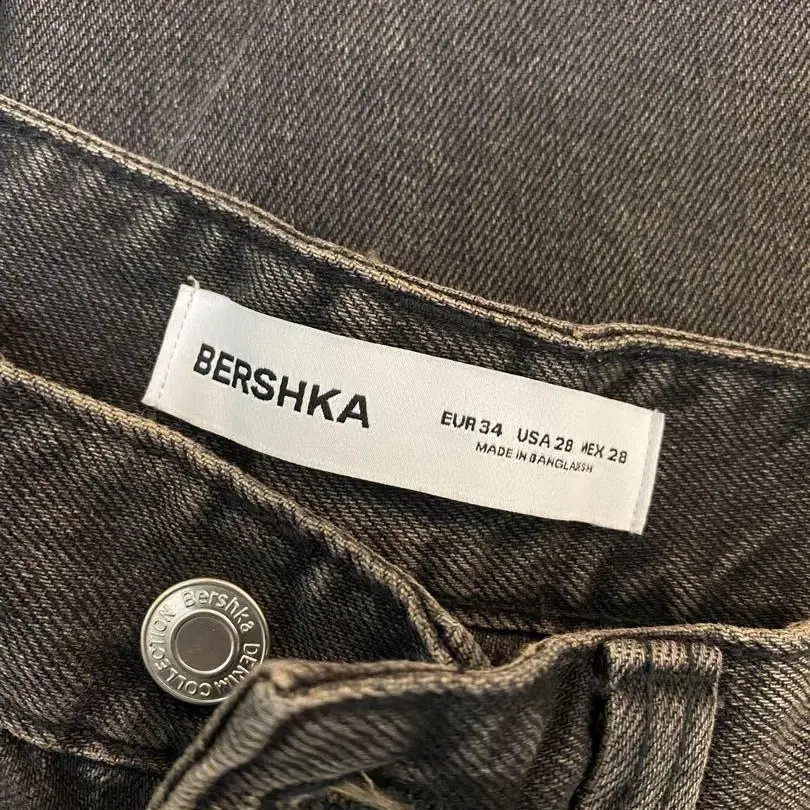 BERSHKA
EUR 34 USA 28 MEX 28
MADE IN BANGLADESH
Bershka DENIM COLLECTION